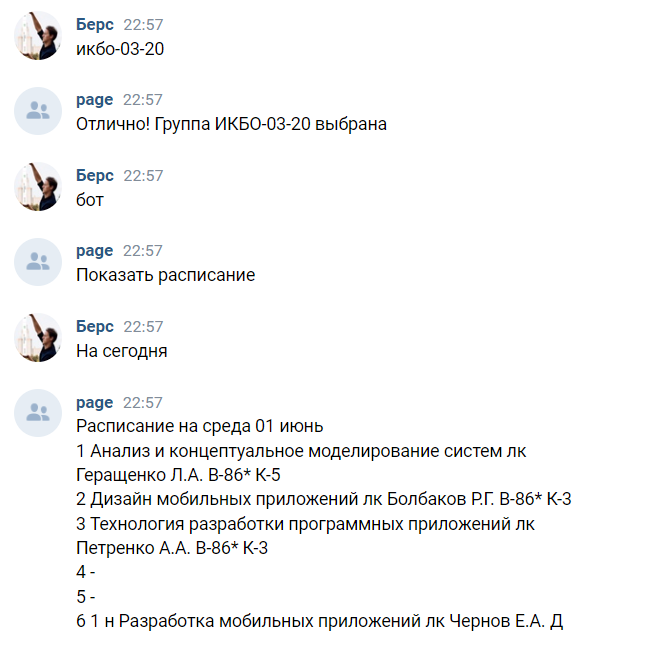 Берс 22:57
икбо-03-20
page 22:57
Отлично! Группа ИКБО-03-20 выбрана
Берс 22:57
бот
page 22:57
Показать расписание
Берс 22:57
На сегодня
page 22:57
Расписание на среда 01 июнь
1 Анализ и концептуальное моделирование систем лк
Геращенко Л.А. В-86* К-5
2 Дизайн мобильных приложений лк Болбаков Р.Г. В-86* К-3
3 Технология разработки программных приложений лк
Петренко А.А. В-86* К-3
4 -
5 -
6 1 н Разработка мобильных приложений лк Чернов Е.А. Д